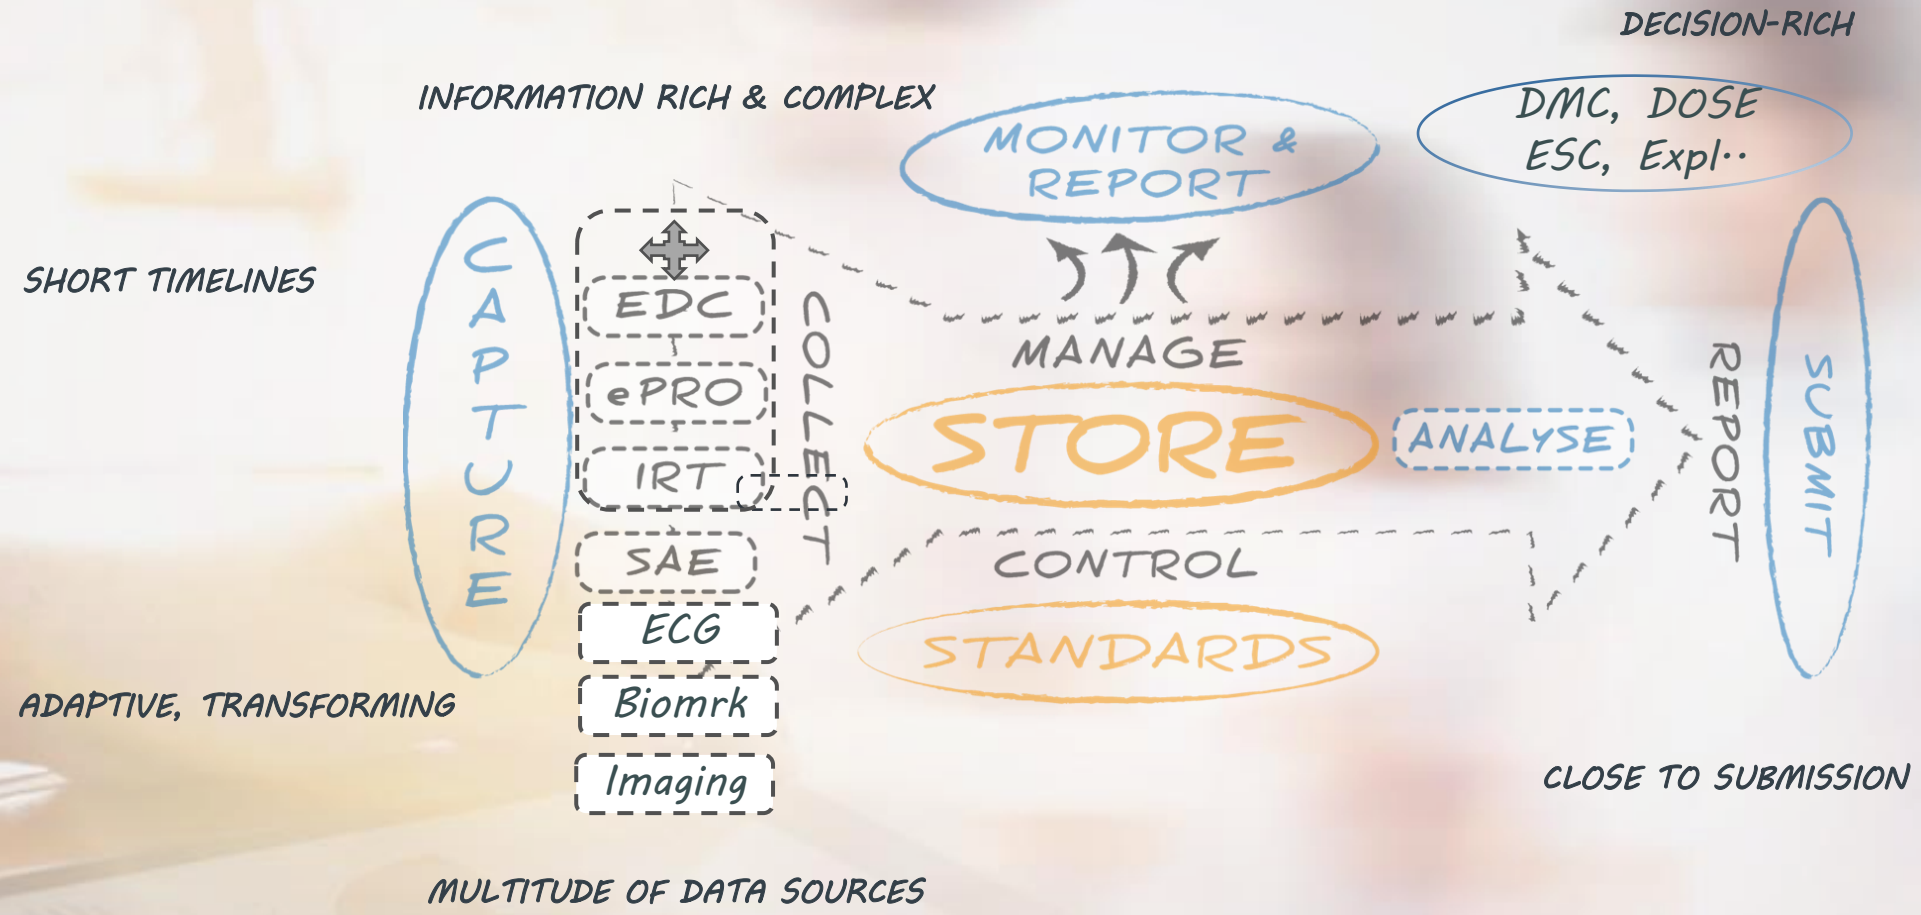 DECISION-RICH
INFORMATION RICH & COMPLEX
DMC, DOSE
ESC, Expl..
MONITOR &
REPORT
SHORT TIMELINES
CAPTURE
EDC
ePRO
IRT
SAE
ECG
Biomrk
Imaging
COLLECT
MANAGE
STORE
ANALYSE
CONTROL
STANDARDS
REPORT
SUBMIT
ADAPTIVE, TRANSFORMING
CLOSE TO SUBMISSION
MULTITUDE OF DATA SOURCES